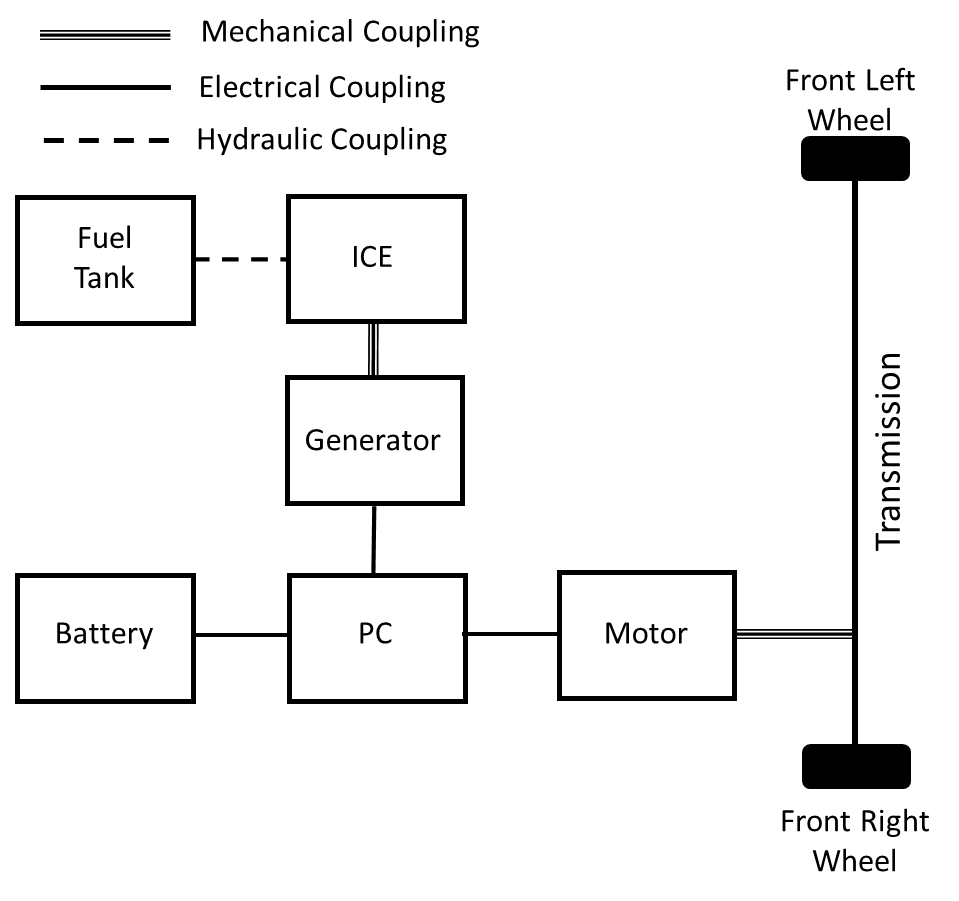 Mechanical Coupling
Electrical Coupling
Hydraulic Coupling
Front Left
Wheel
Fuel
Tank
ICE
Generator
Transmission
Battery
PC
Motor
Front Right
Wheel